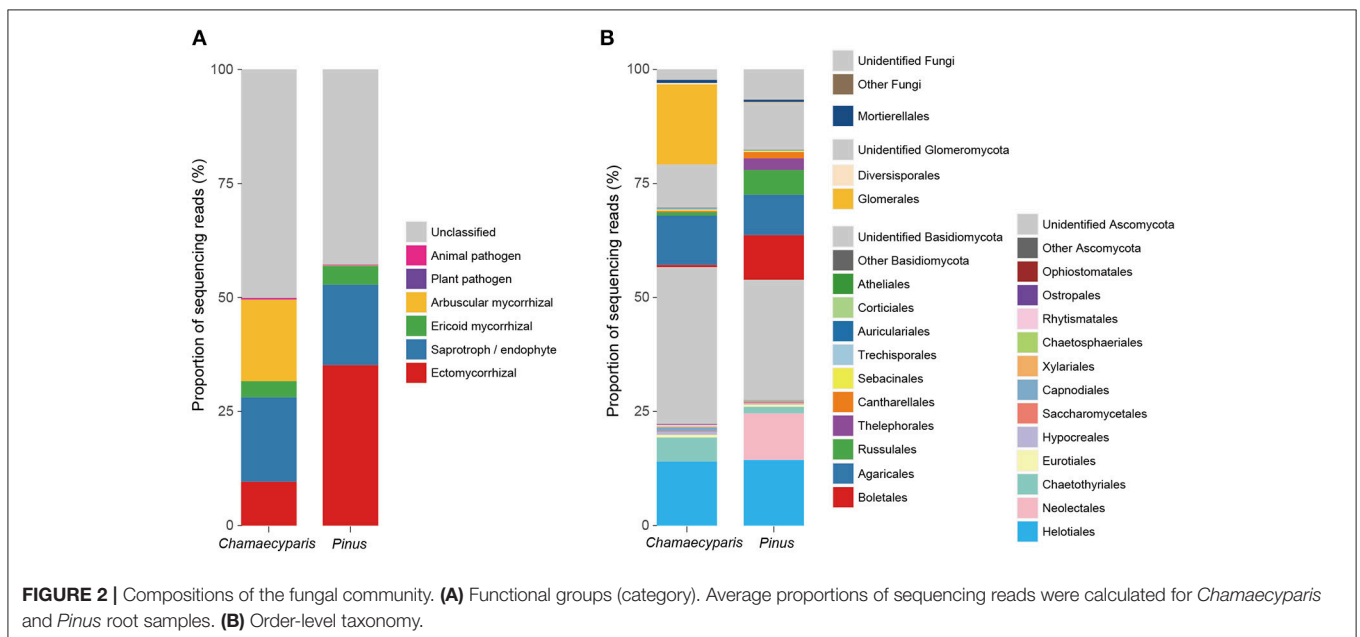 A
Proportion of sequencing reads (%)
100
75
50
25
0
Chamaecyparis
Pinus
Unclassified
Animal pathogen
Plant pathogen
Arbuscular mycorrhizal
Ericoid mycorrhizal
Saprotroph / endophyte
Ectomycorrhizal
B
Proportion of sequencing reads (%)
100
75
50
25
0
Chamaecyparis
Pinus
Unidentified Fungi
Other Fungi
Mortierellales
Unidentified Glomeromycota
Diversisporales
Glomerales
Unidentified Basidiomycota
Other Basidiomycota
Atheliales
Corticiales
Auriculariales
Trechisporales
Sebacinales
Cantharellales
Thelephorales
Russulales
Agaricales
Boletales
Unidentified Ascomycota
Other Ascomycota
Ophiostomatales
Ostropales
Rhytismatales
Chaetosphaeriales
Xylariales
Capnodiales
Saccharomycetales
Hypocreales
Eurotiales
Chaetothyriales
Neolectales
Helotiales
FIGURE 2 | Compositions of the fungal community. (A) Functional groups (category). Average proportions of sequencing reads were calculated for Chamaecyparis
and Pinus root samples. (B) Order-level taxonomy.